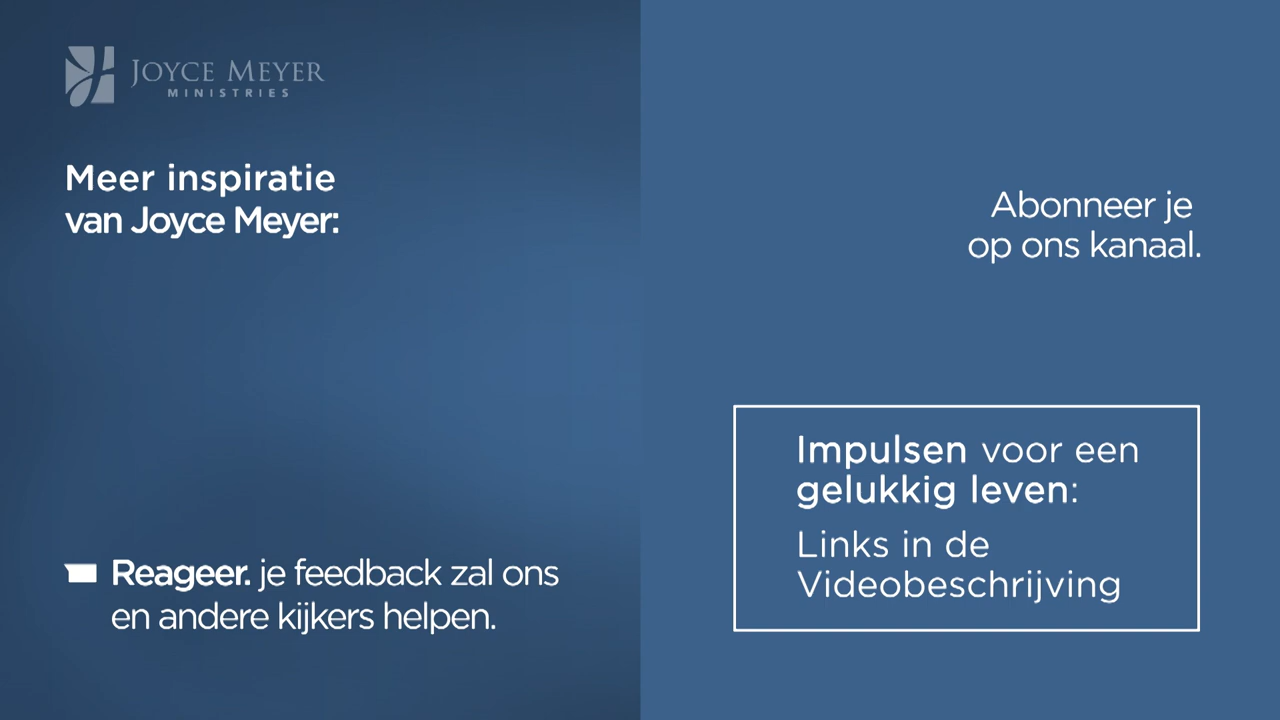 JOYCE MEYER
MINISTRIES
Meer inspiratie
van Joyce Meyer:
Abonneer je
op ons kanaal.
Impulsen voor een
gelukkig leven:
Links in de
Videobeschrijving
Reageer. je feedback zal ons
en andere kijkers helpen.